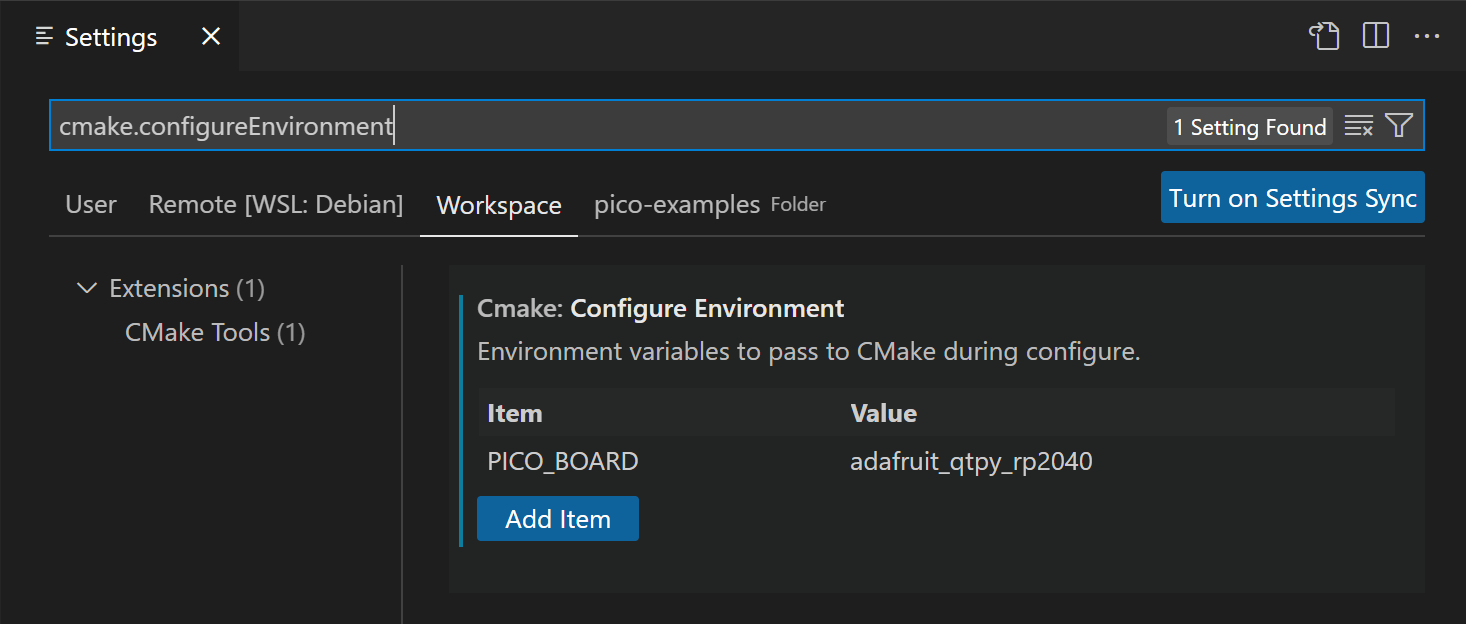 Settings
cmake.configureEnvironment
1 Setting Found
User Remote [WSL: Debian] Workspace pico-examples Folder
Turn on Settings Sync
Extensions (1)
CMake Tools (1)
Cmake: Configure Environment
Environment variables to pass to CMake during configure.
Item Value
PICO_BOARD adafruit_qtpy_rp2040
Add Item